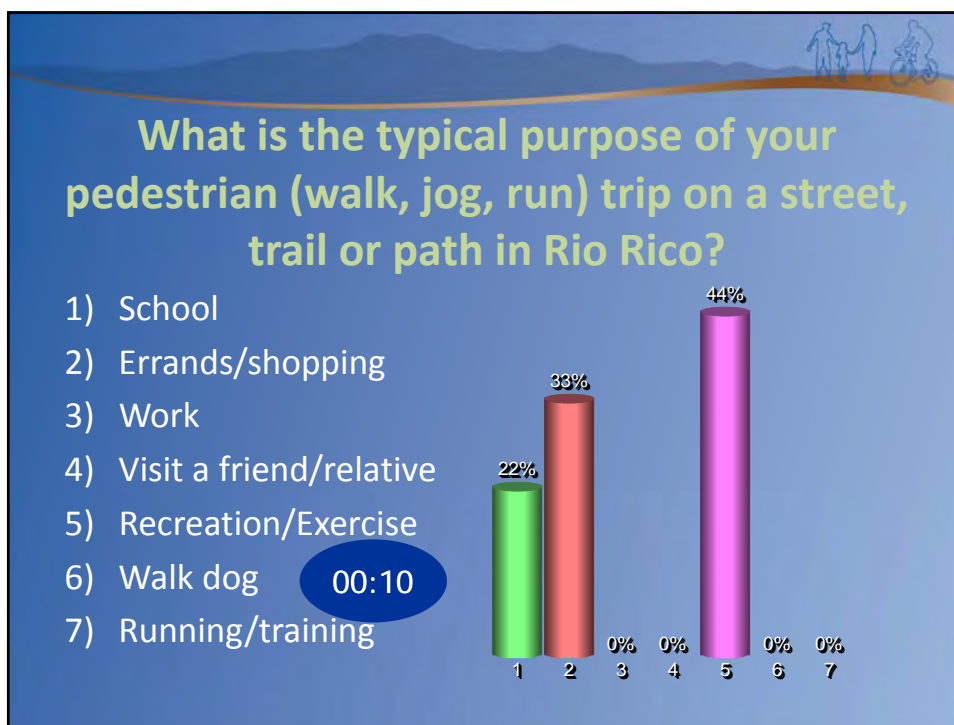 What is the typical purpose of your
pedestrian (walk, jog, run) trip on a street,
trail or path in Rio Rico?
1) School
2) Errands/shopping
3) Work
4) Visit a friend/relative
5) Recreation/Exercise
6) Walk dog
7) Running/training
00:10
22% 33% 0% 0% 44% 0% 0%
1 2 3 4 5 6 7